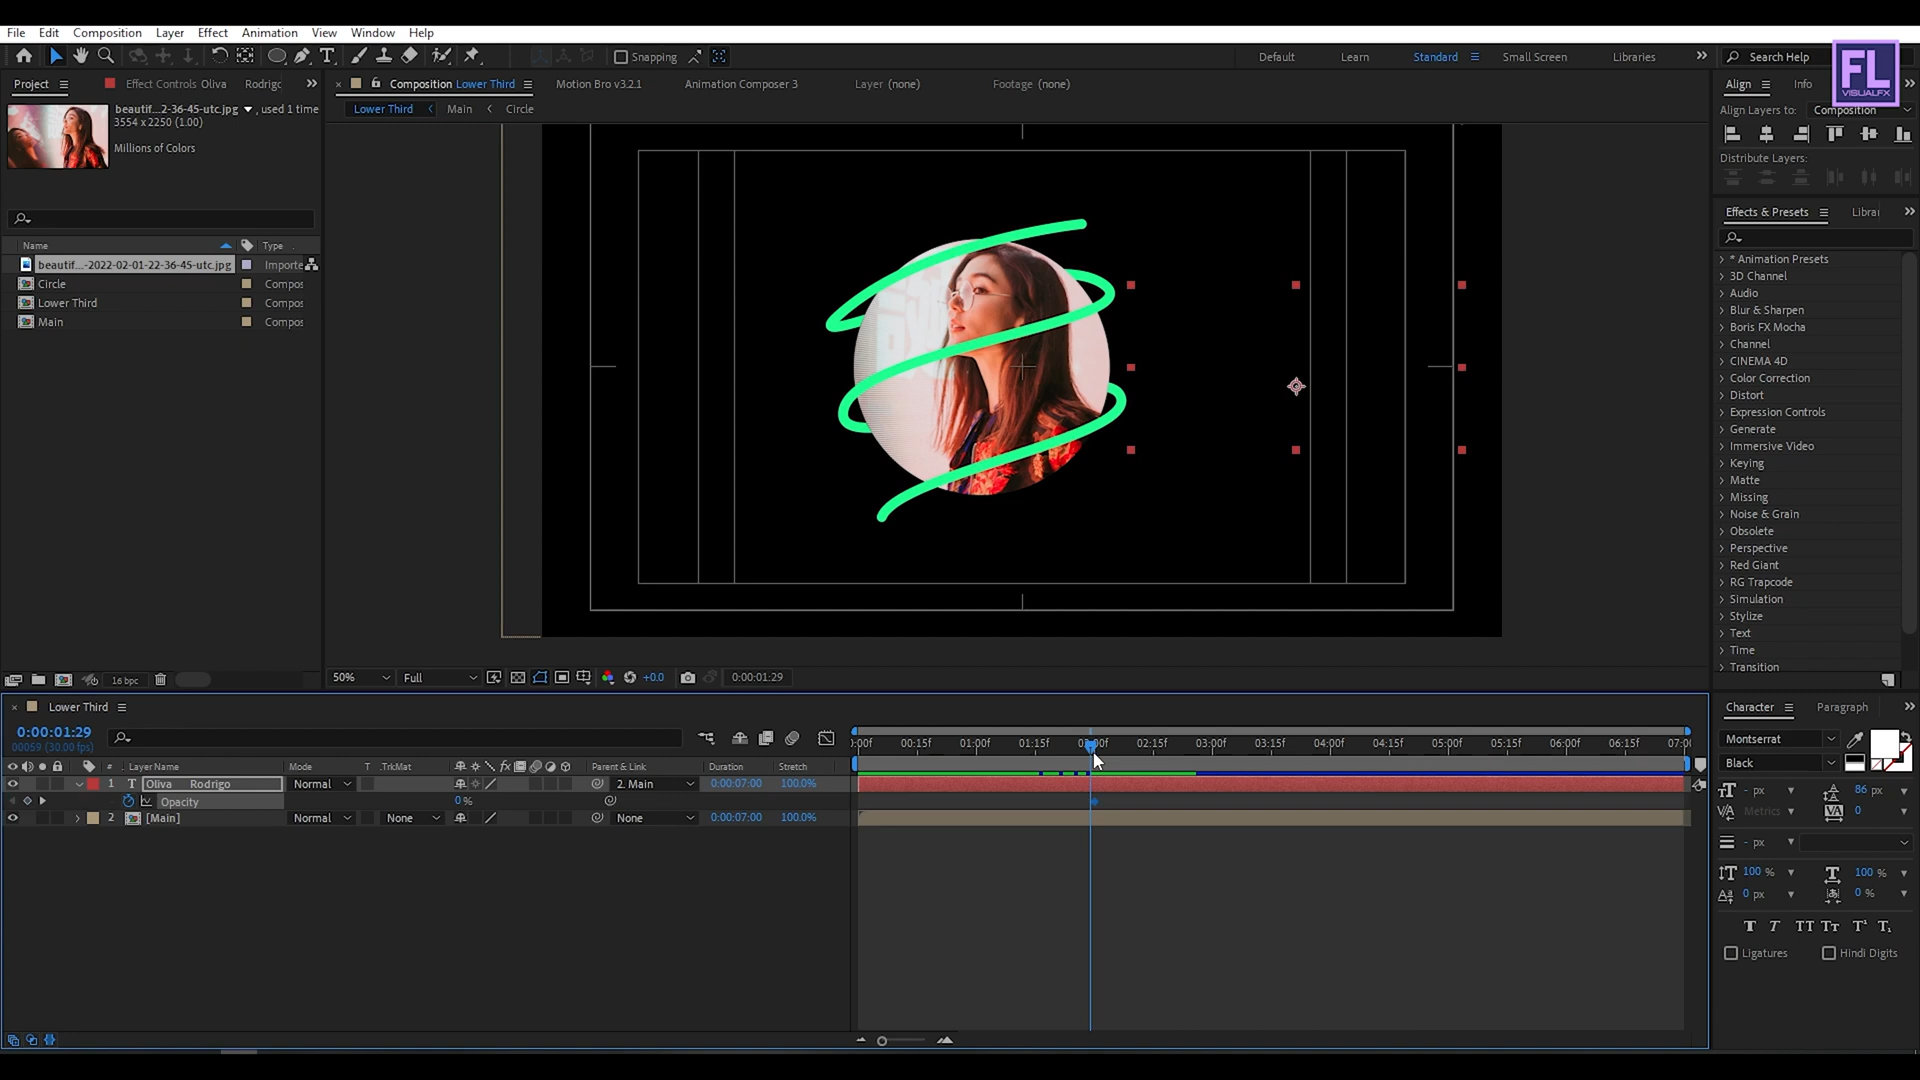 File Edit Composition Layer Effect Animation View Window Help
Snapping
Default Learn Standard Small Screen Libraries
Search Help
FL
VISUALFX
Project
Effect Controls Oliva Rodrigo
Composition Lower Third
Motion Bro v3.2.1
Animation Composer 3
Layer (none)
Footage (none)
Align
Info
beautif...2-36-45-utc.jpg , used 1 time
3554 x 2250 (1.00)
Millions of Colors
Lower Third Main Circle
Align Layers to: Composition
Distribute Layers:
Effects & Presets
Librar
Name Type
beautif...-2022-02-01-22-36-45-utc.jpg Importe
Circle Compos
Lower Third Compos
Main Compos
* Animation Presets
3D Channel
Audio
Blur & Sharpen
Boris FX Mocha
Channel
CINEMA 4D
Color Correction
Distort
Expression Controls
Generate
Immersive Video
Keying
Matte
Missing
Noise & Grain
Obsolete
Perspective
Red Giant
RG Trapcode
Simulation
Stylize
Text
Time
Transition
16 bpc
50% Full +0.0 0:00:01:29
Lower Third
0:00:01:29
00059 (30.00 fps)
:00f 00:15f 01:00f 01:15f 02:00f 02:15f 03:00f 03:15f 04:00f 04:15f 05:00f 05:15f 06:00f 06:15f 07:0
# Layer Name Mode T .TrkMat Parent & Link Duration Stretch
1 T Oliva Rodrigo Normal 2. Main 0:00:07:00 100.0%
Opacity 0 %
2 [Main] Normal None None 0:00:07:00 100.0%
Character Paragraph
Montserrat
Black
- px 86 px
Metrics 0
- px
100 % 100 %
0 px 0 %
T T TT Tt T¹ T₁
Ligatures Hindi Digits